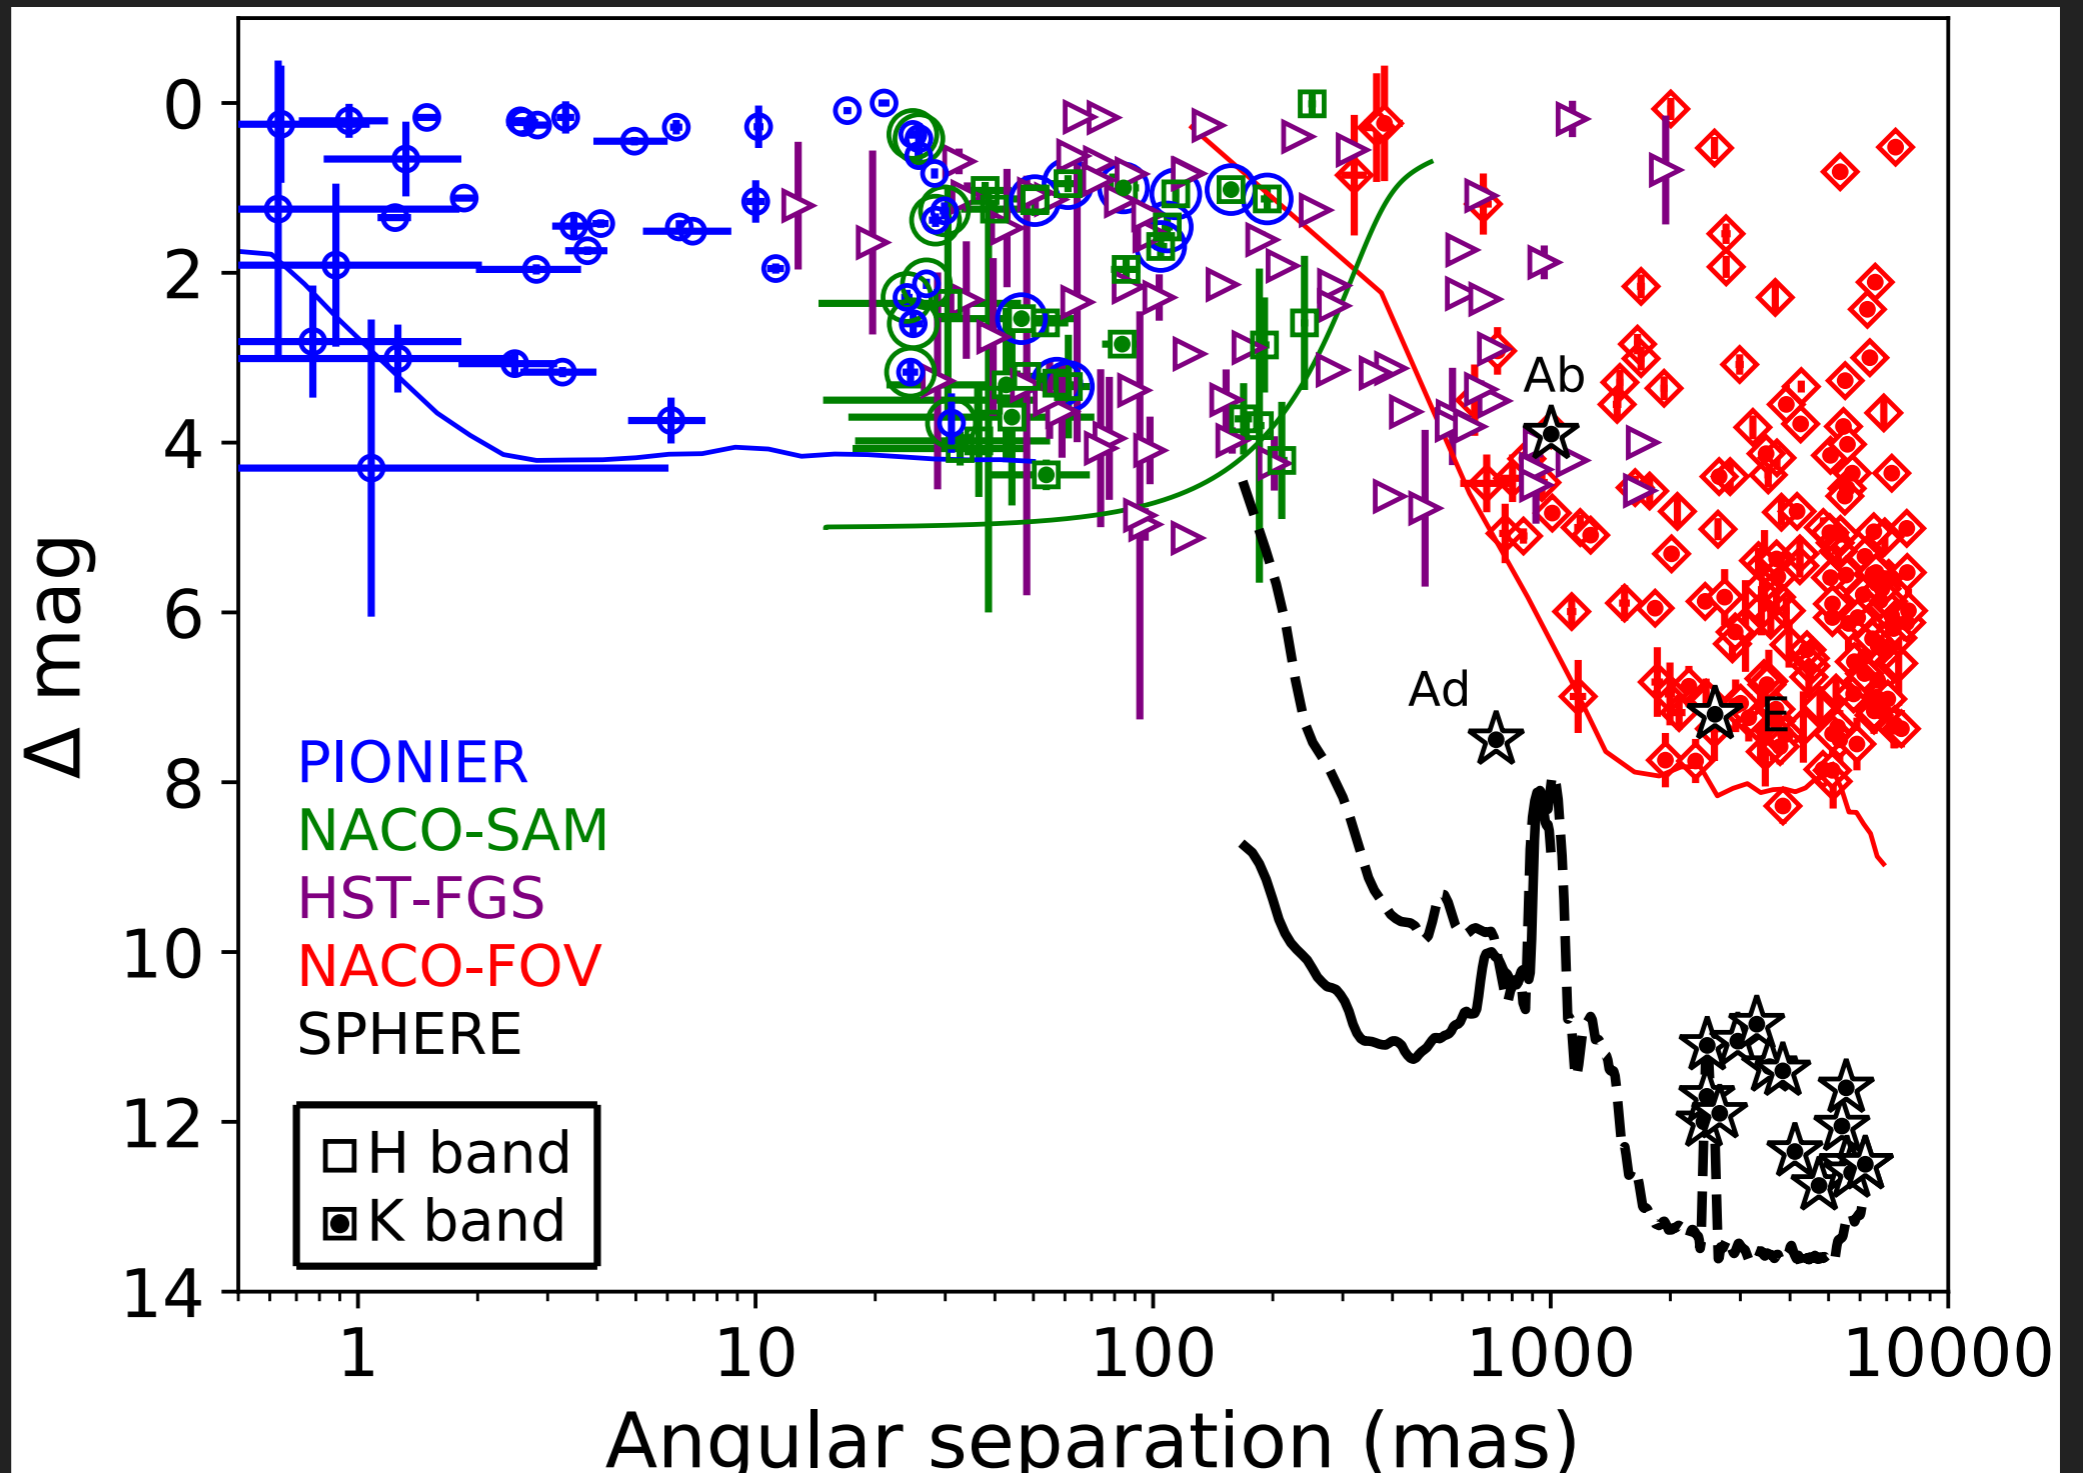 0
2
4
6
8
10
12
14
Δ mag
Ab
Ad
E
PIONIER
NACO-SAM
HST-FGS
NACO-FOV
SPHERE
H band
K band
1
10
100
1000
10000
Angular separation (mas)